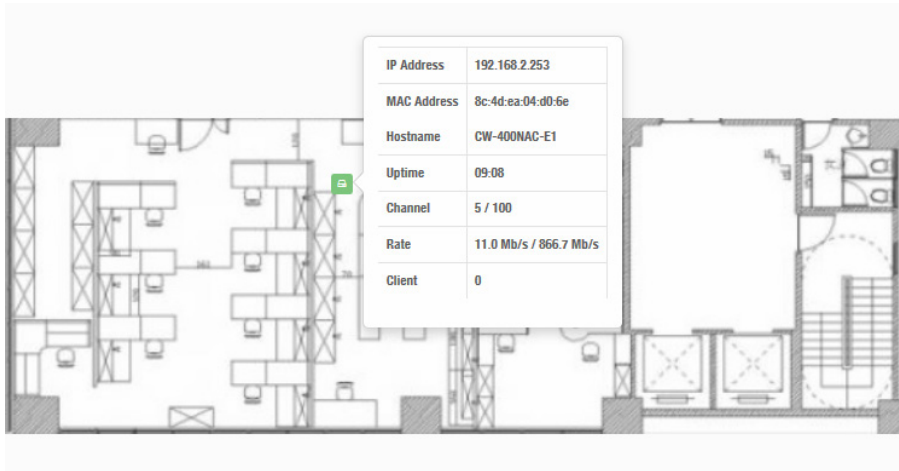 IP Address 192.168.2.253
MAC Address 8c:4d:ea:04:d0:6e
Hostname CW-400NAC-E1
Uptime 09:08
Channel 5 / 100
Rate 11.0 Mb/s / 866.7 Mb/s
Client 0